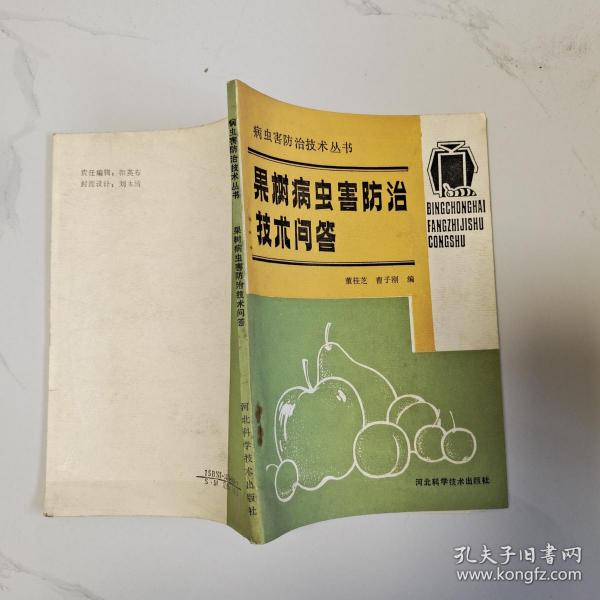 病虫害防治技术丛书
果树病虫害防治
技术问答
BINGCHONGHAI
FANGZHIJISHU
CONGSHU
董桂芝 曹子刚 编
河北科学技术出版社
病虫害防治技术丛书
果树病虫害防治技术问答
河北科学技术出版社
责任编辑：
封面设计：
ISBN
孔夫子旧书网
www.kongfz.com